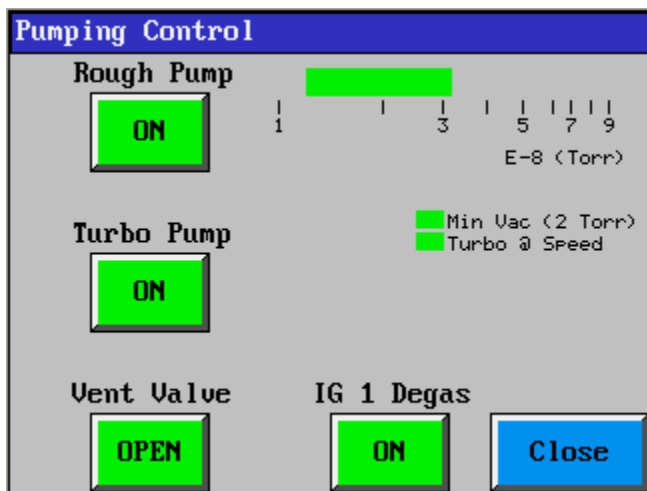 Pumping Control
Rough Pump
ON
1 3 5 7 9
E-8 (Torr)
Min Vac (2 Torr)
Turbo @ Speed
Turbo Pump
ON
Vent Valve
OPEN
IG 1 Degas
ON
Close